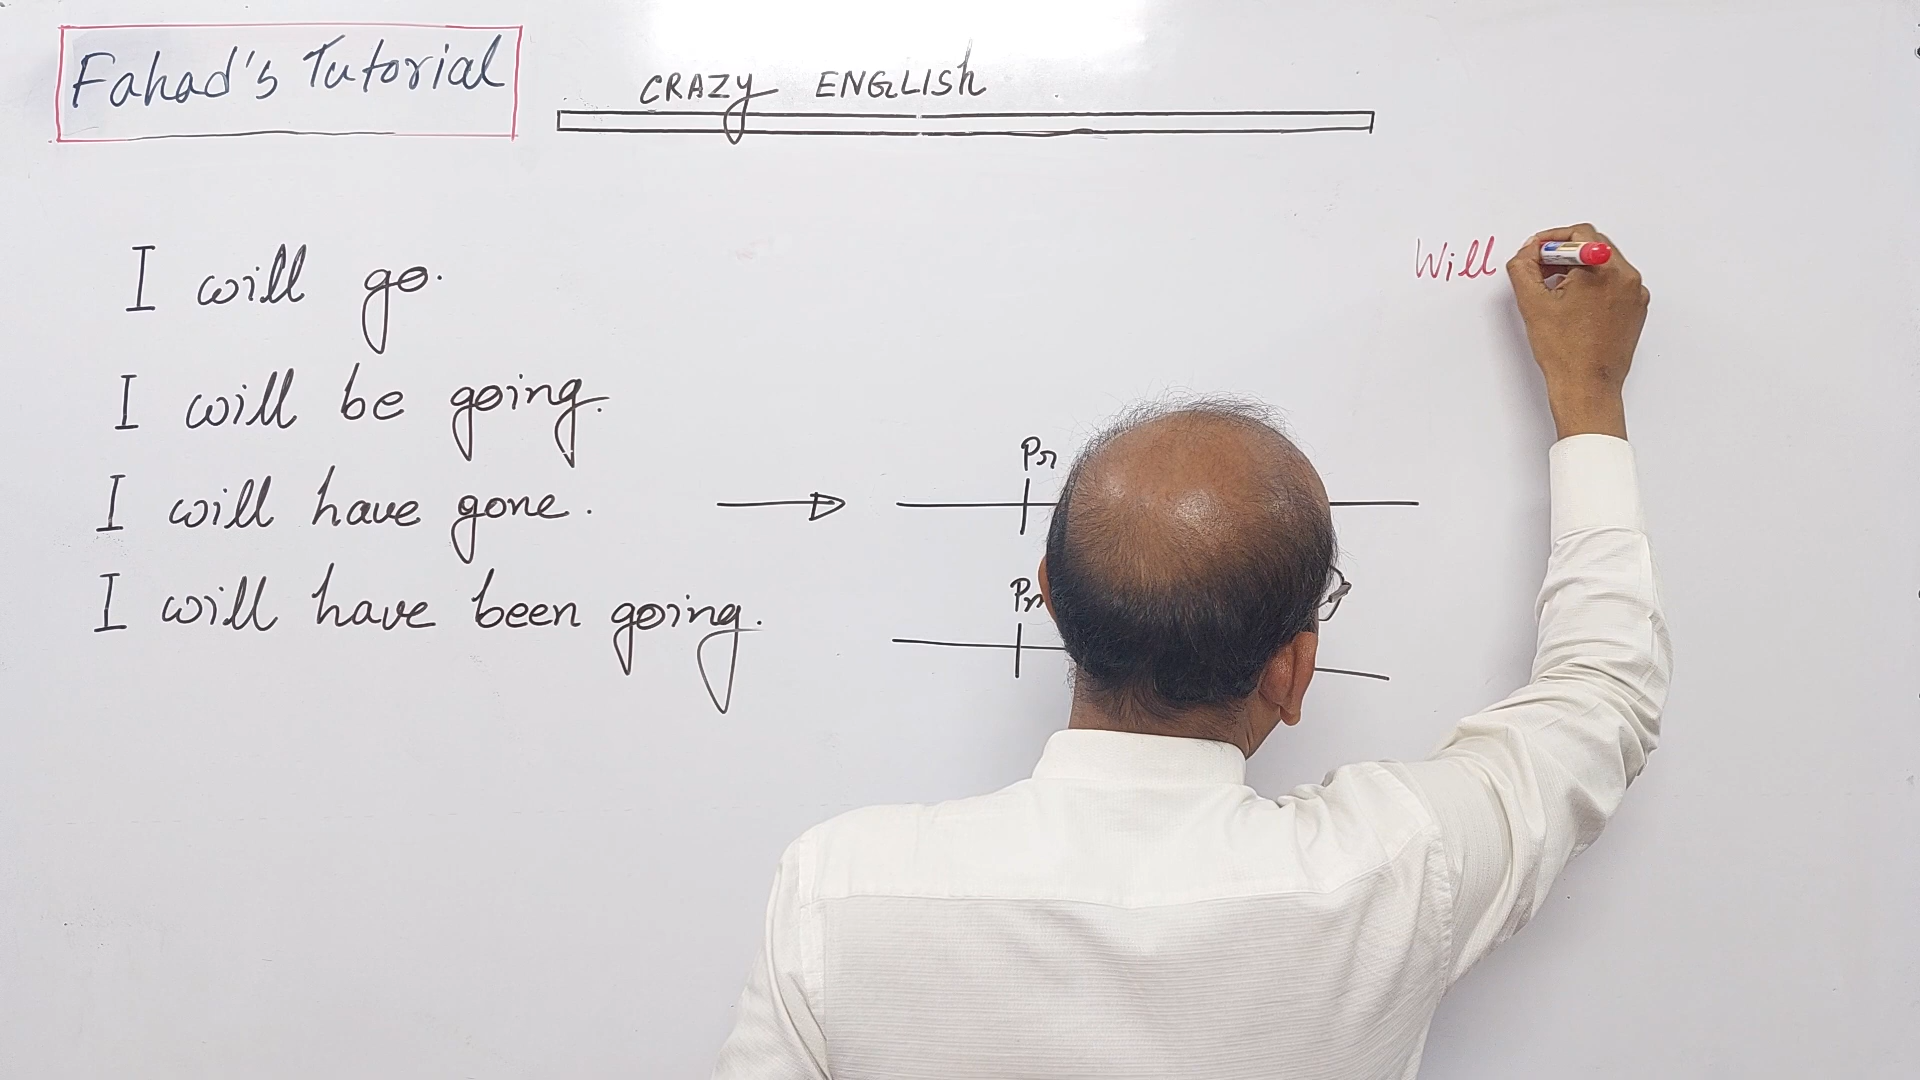 Fahad's Tutorial
CRAZY ENGLISH
I will go.
I will be going.
I will have gone.
I will have been going.
Will